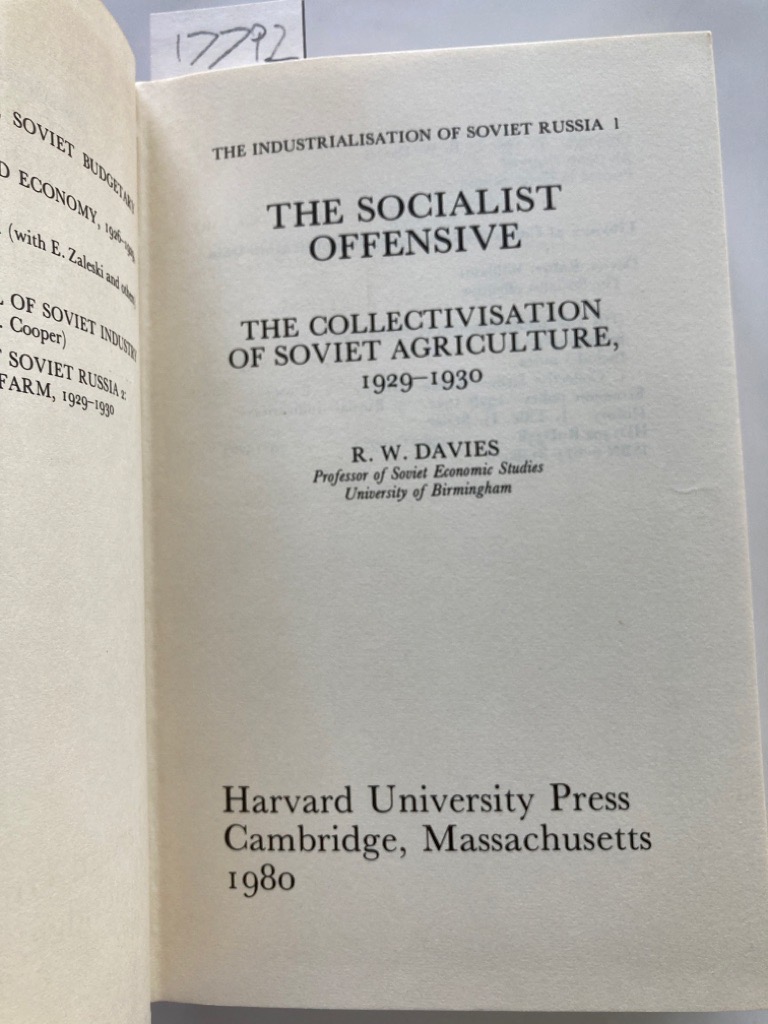 17792
SOVIET BUDGETARY
ECONOMY, 1926–
(with E. Zaleski and others)
OF SOVIET INDUSTRY
Cooper)
SOVIET RUSSIA 2:
FARM, 1929–1930
THE INDUSTRIALISATION OF SOVIET RUSSIA 1
THE SOCIALIST
OFFENSIVE
THE COLLECTIVISATION
OF SOVIET AGRICULTURE,
1929–1930
R. W. DAVIES
Professor of Soviet Economic Studies
University of Birmingham
Harvard University Press
Cambridge, Massachusetts
1980